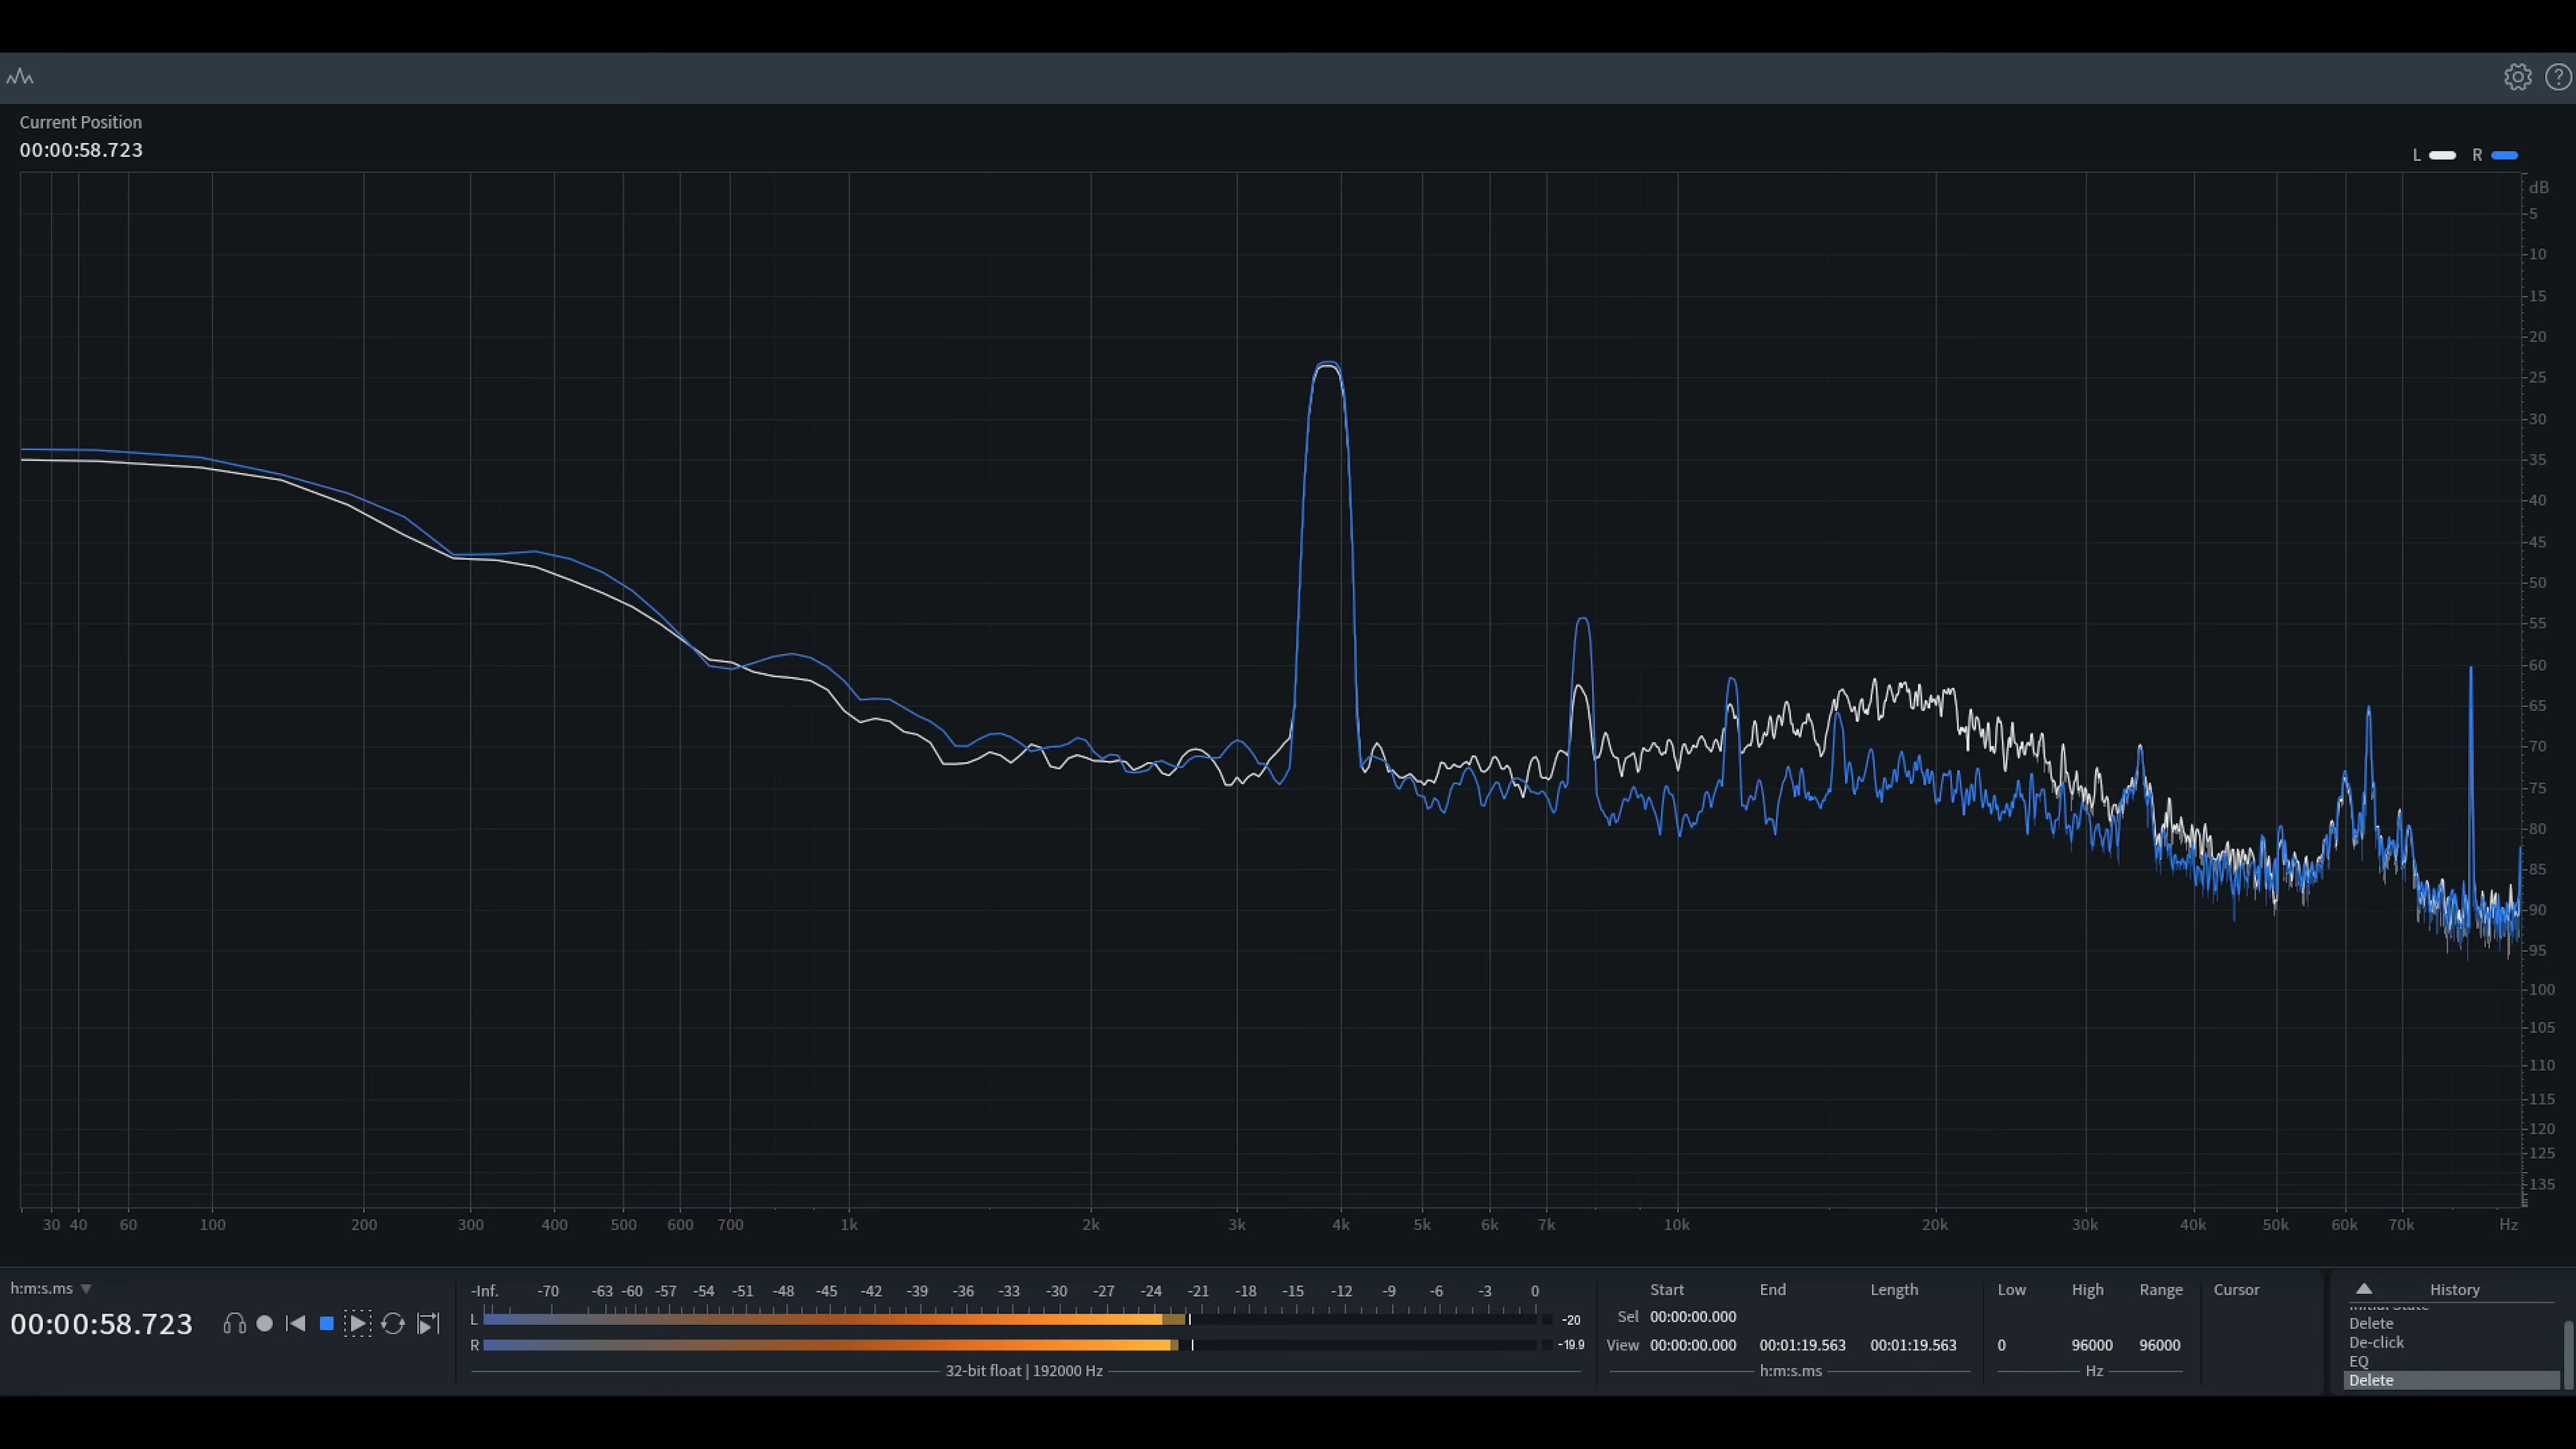 ?
Current Position
00:00:58.723
L R
dB
-5
-10
-15
-20
-25
-30
-35
-40
-45
-50
-55
-60
-65
-70
-75
-80
-85
-90
-95
-100
-105
-110
-115
-120
-125
-135
30 40 60 100 200 300 400 500 600 700 1k 2k 3k 4k 5k 6k 7k 10k 20k 30k 40k 50k 60k 70k Hz
h:m:s.ms
00:00:58.723
-Inf. -70 -63 -60 -57 -54 -51 -48 -45 -42 -39 -36 -33 -30 -27 -24 -21 -18 -15 -12 -9 -6 -3 0
L -20
R -19.9
32-bit float | 192000 Hz
Start End Length
Sel 00:00:00.000
View 00:00:00.000 00:01:19.563 00:01:19.563
h:m:s.ms
Low High Range Cursor
0 96000 96000
Hz
History
Initial State
Delete
De-click
EQ
Delete